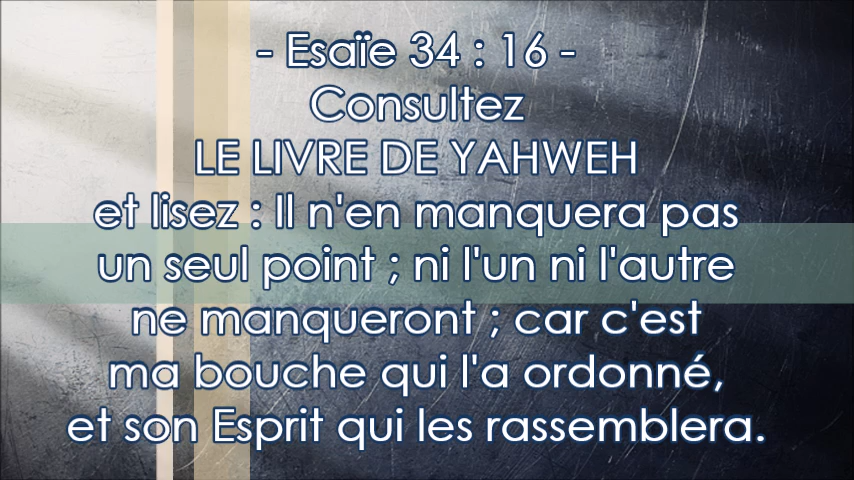 - Esaïe 34 : 16 -
Consultez
LE LIVRE DE YAHWEH
et lisez : Il n'en manquera pas
un seul point ; ni l'un ni l'autre
ne manqueront ; car c'est
ma bouche qui l'a ordonné,
et son Esprit qui les rassemblera.